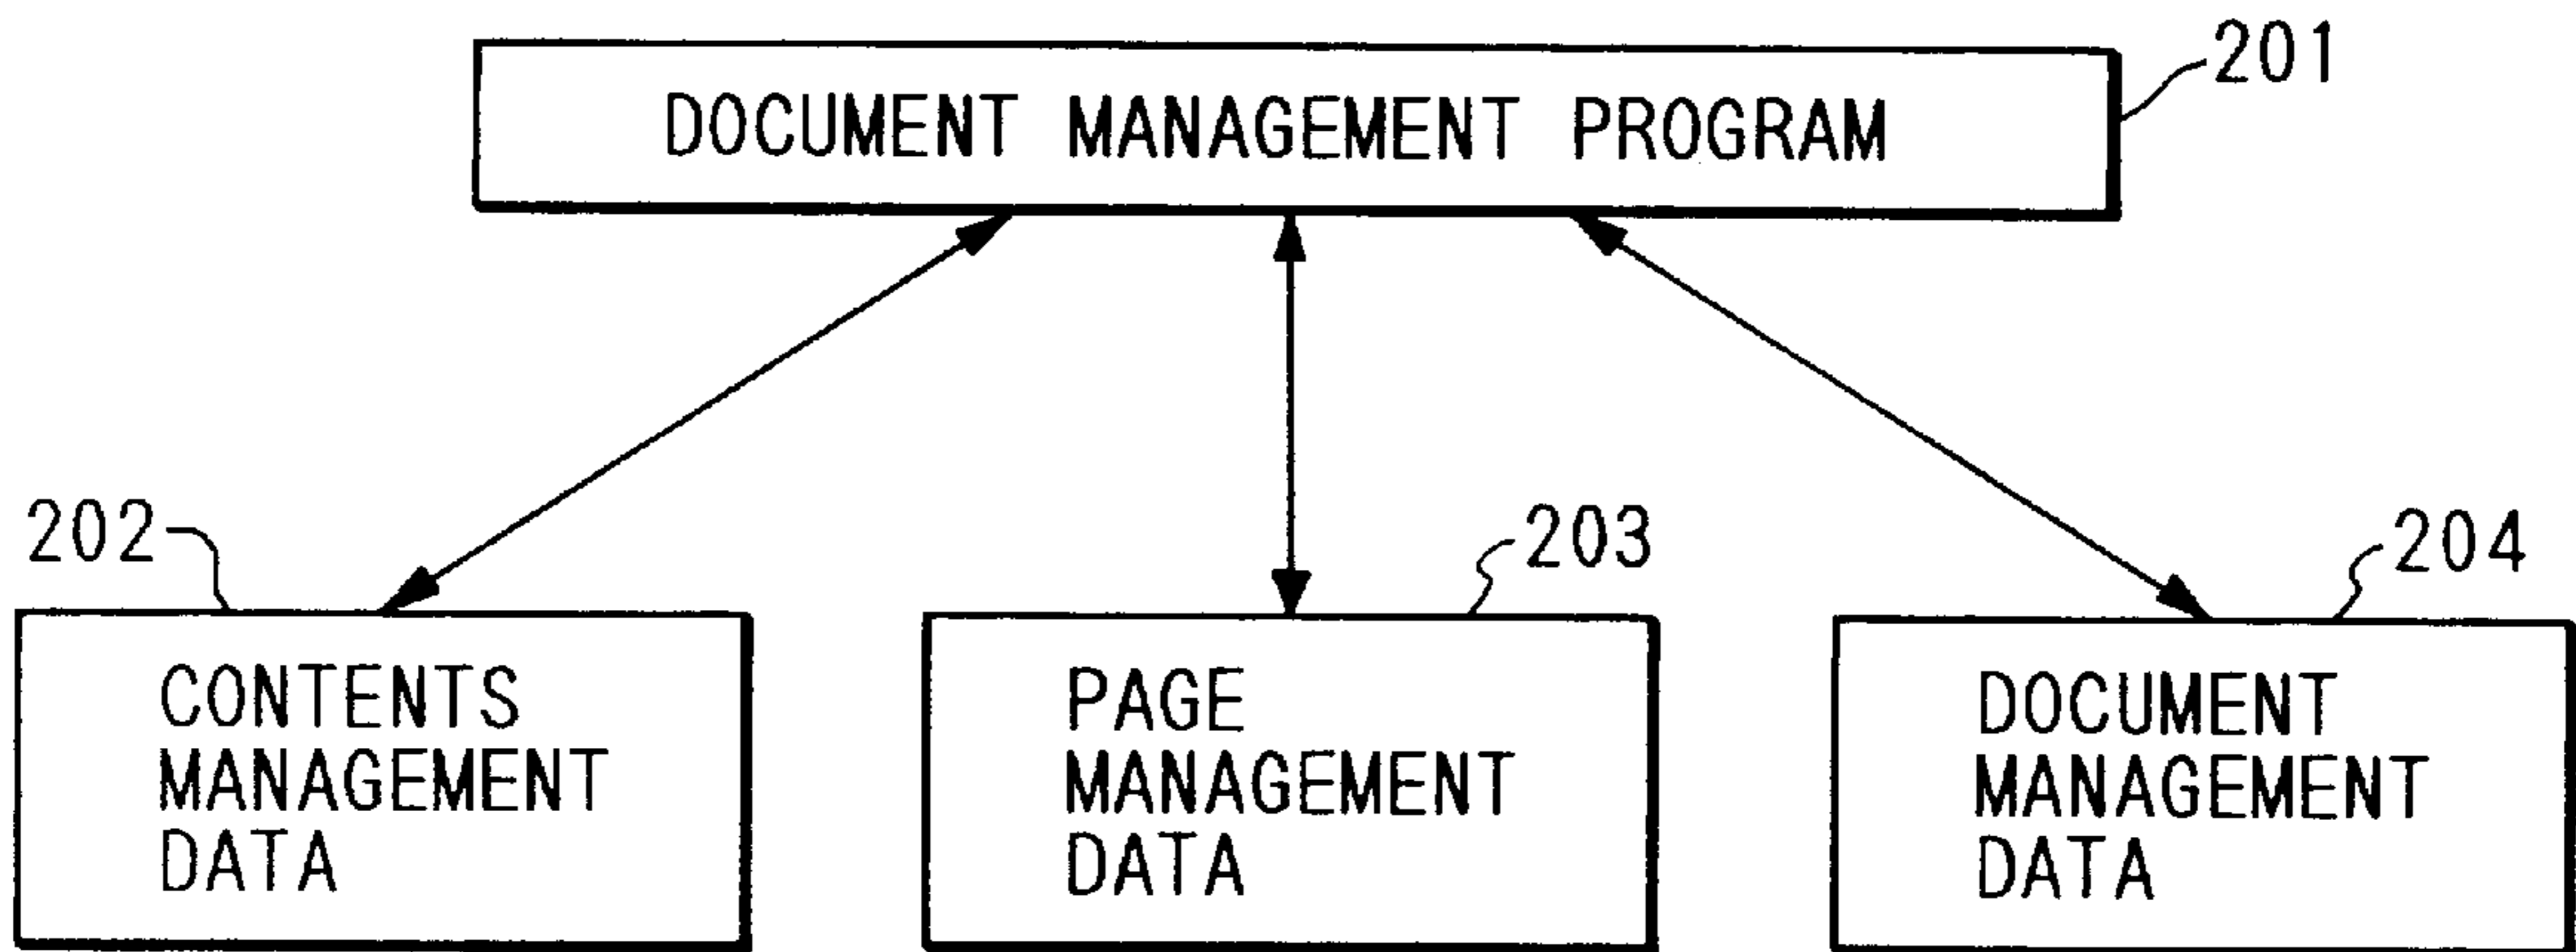 201
DOCUMENT MANAGEMENT PROGRAM
202
203
204
CONTENTS
MANAGEMENT
DATA
PAGE
MANAGEMENT
DATA
DOCUMENT
MANAGEMENT
DATA